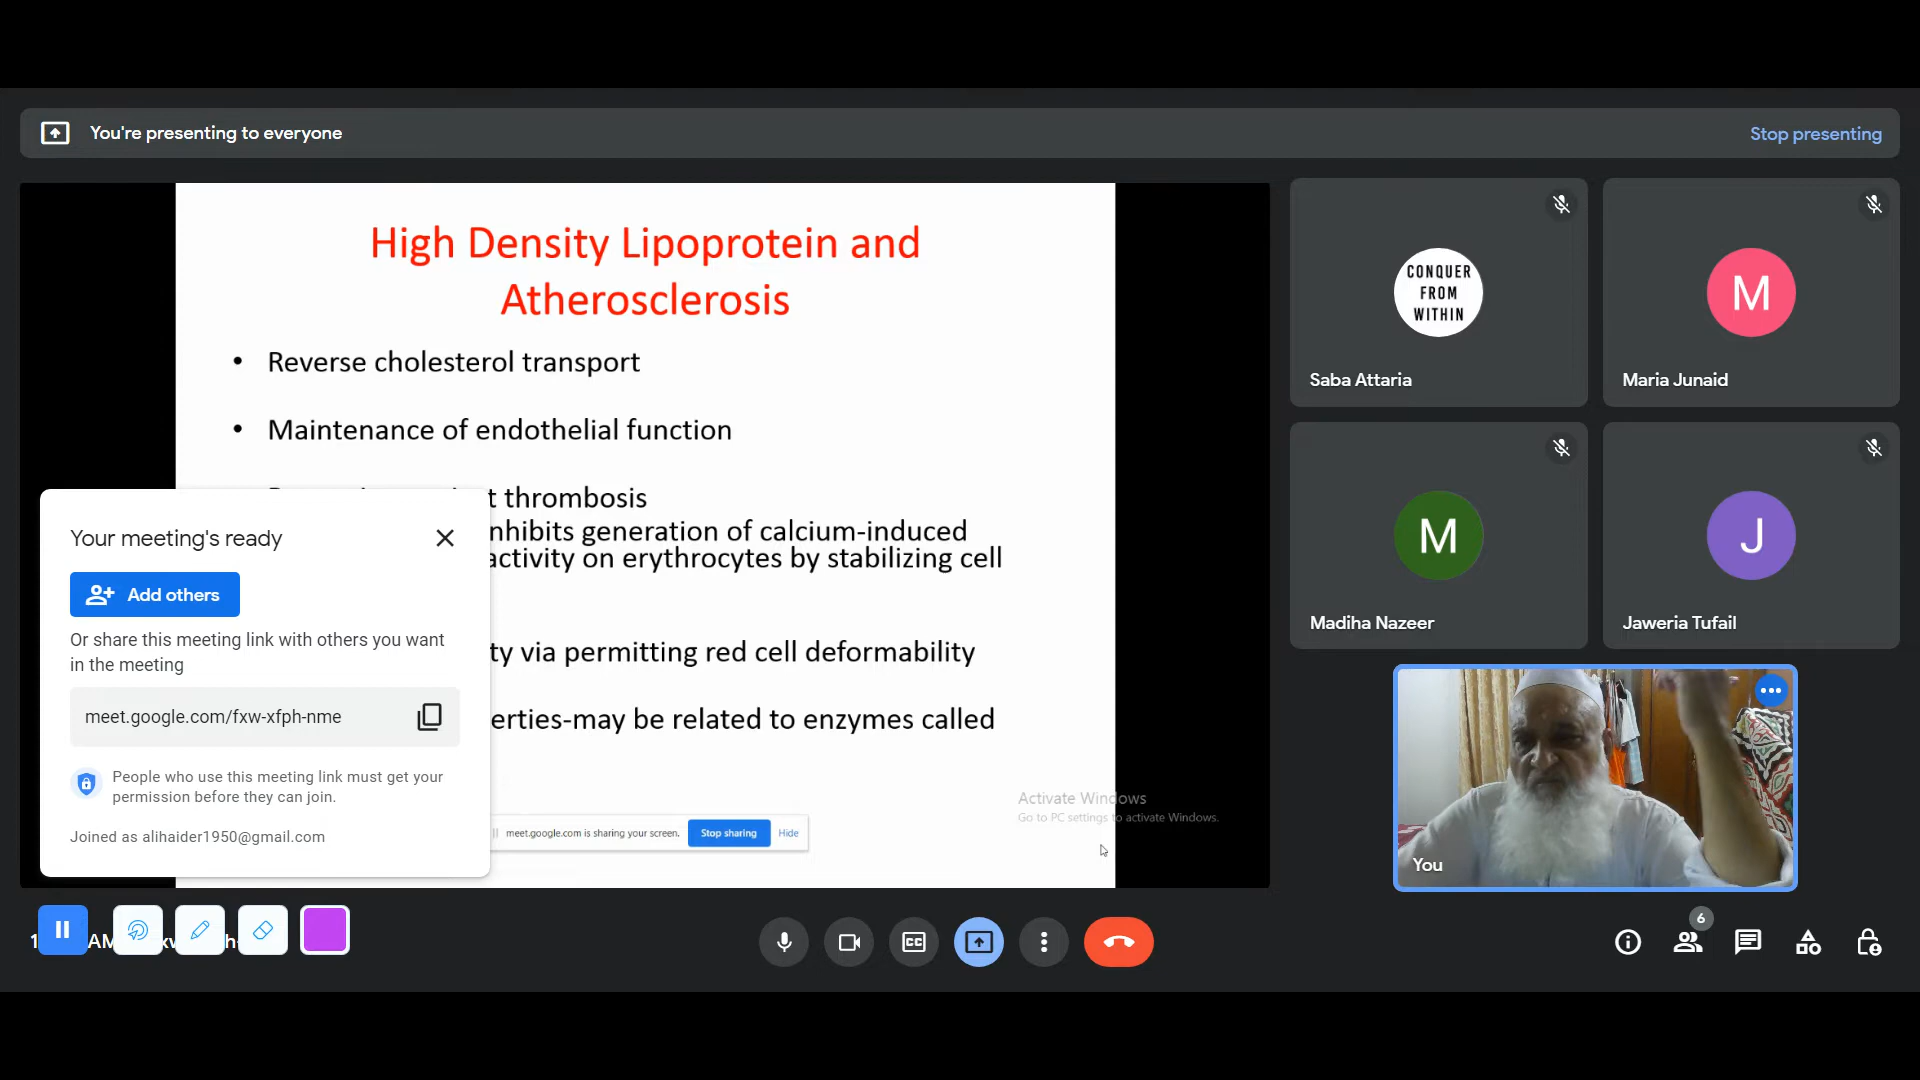 You're presenting to everyone
Stop presenting
High Density Lipoprotein and
Atherosclerosis
• Reverse cholesterol transport
• Maintenance of endothelial function
t thrombosis
nhibits generation of calcium-induced
activity on erythrocytes by stabilizing cell
ty via permitting red cell deformability
erties-may be related to enzymes called
Your meeting's ready
Add others
Or share this meeting link with others you want
in the meeting
meet.google.com/fxw-xfph-nme
People who use this meeting link must get your
permission before they can join.
Joined as alihaider1950@gmail.com
meet.google.com is sharing your screen.
Stop sharing
Hide
Activate Windows
Go to PC settings to activate Windows.
CONQUER
FROM
WITHIN
Saba Attaria
M
Maria Junaid
M
Madiha Nazeer
J
Jaweria Tufail
You
AM
CC
6